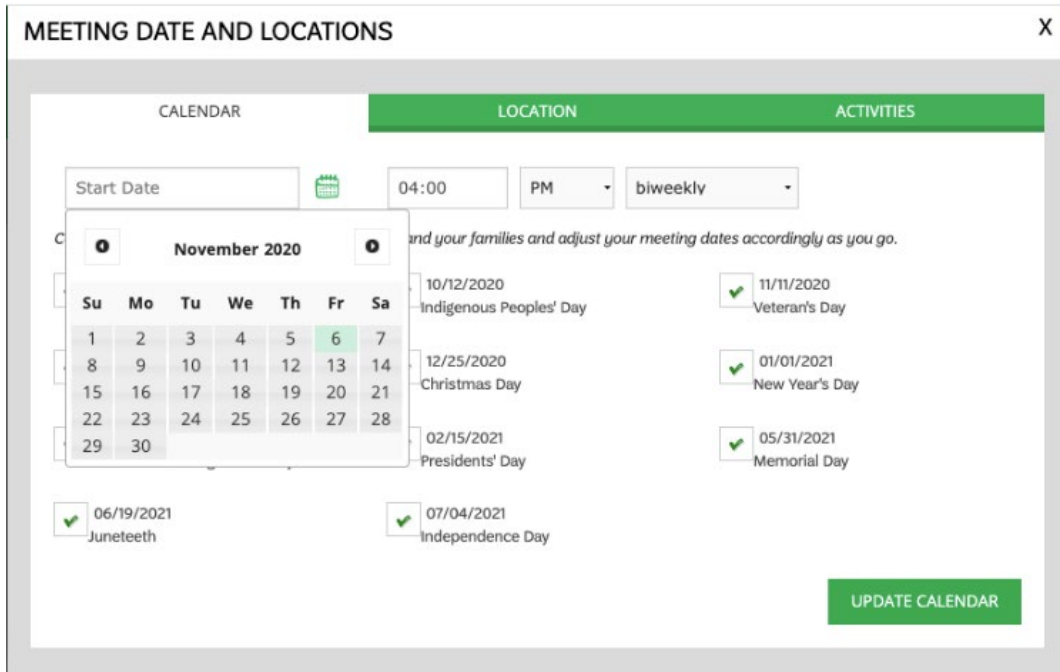 MEETING DATE AND LOCATIONS
X
CALENDAR
LOCATION
ACTIVITIES
Start Date
04:00
PM
biweekly
C
and your families and adjust your meeting dates accordingly as you go.
November 2020
Su Mo Tu We Th Fr Sa
1 2 3 4 5 6 7
8 9 10 11 12 13 14
15 16 17 18 19 20 21
22 23 24 25 26 27 28
29 30
10/12/2020
Indigenous Peoples' Day
11/11/2020
Veteran's Day
12/25/2020
Christmas Day
01/01/2021
New Year's Day
02/15/2021
Presidents' Day
05/31/2021
Memorial Day
06/19/2021
Juneteeth
07/04/2021
Independence Day
UPDATE CALENDAR